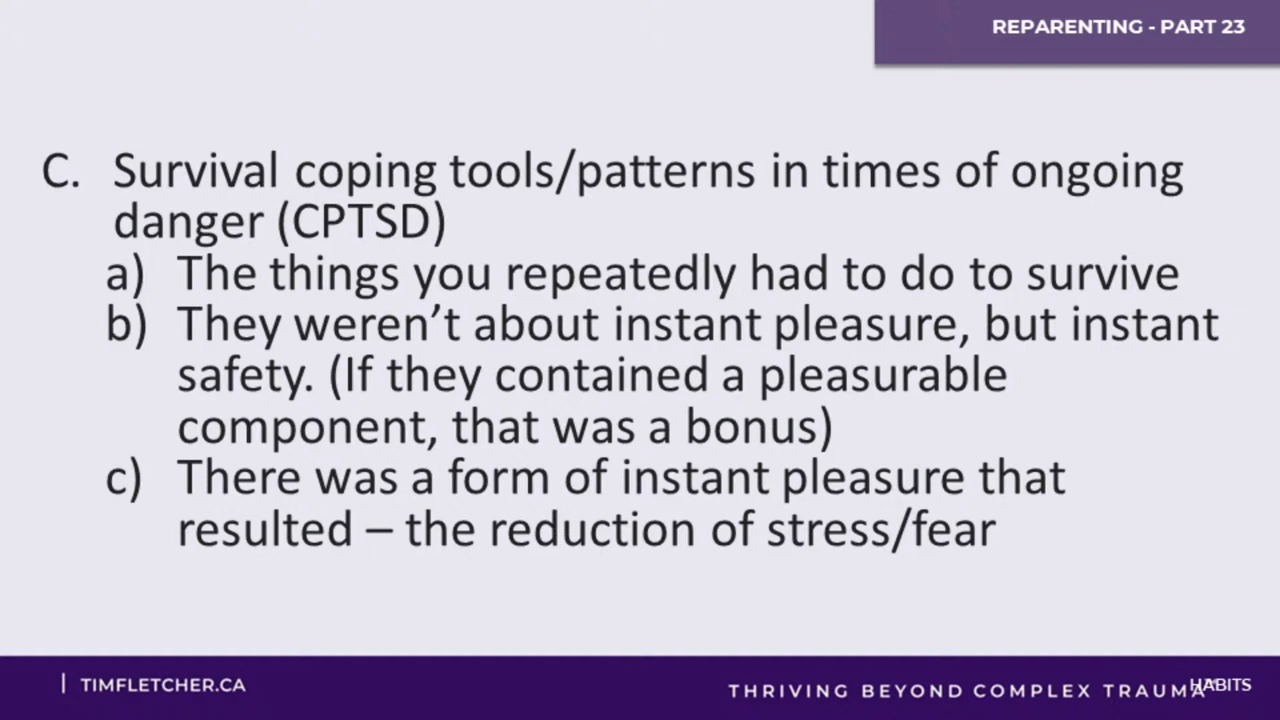 REPARENTING - PART 23
C. Survival coping tools/patterns in times of ongoing
danger (CPTSD)
a) The things you repeatedly had to do to survive
b) They weren’t about instant pleasure, but instant
safety. (If they contained a pleasurable
component, that was a bonus)
c) There was a form of instant pleasure that
resulted – the reduction of stress/fear
| TIMFLETCHER.CA
THRIVING BEYOND COMPLEX TRAUMA
HABITS